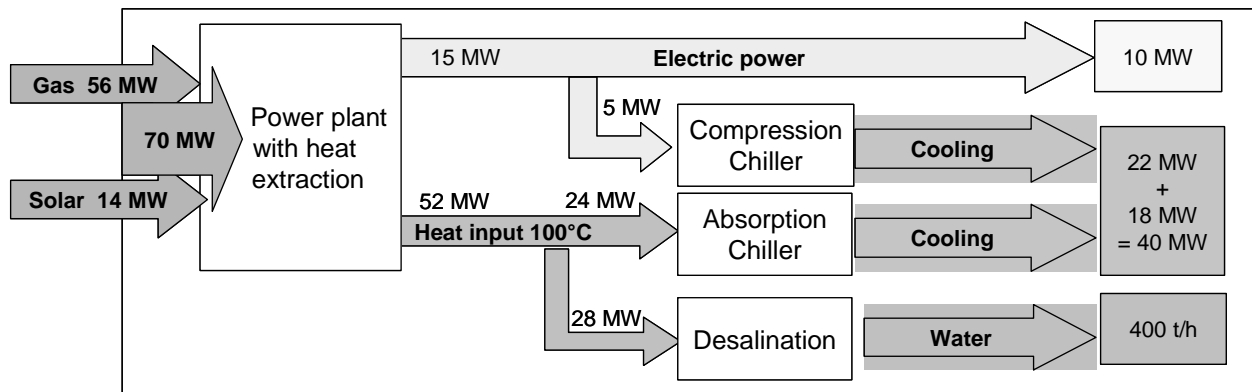 15 MW
Electric power
10 MW
Gas 56 MW
5 MW
Power plant
with heat
extraction
70 MW
Compression
Chiller
Cooling
22 MW
+
18 MW
= 40 MW
Solar 14 MW
52 MW
24 MW
Heat input 100°C
Absorption
Chiller
Cooling
28 MW
Desalination
Water
400 t/h